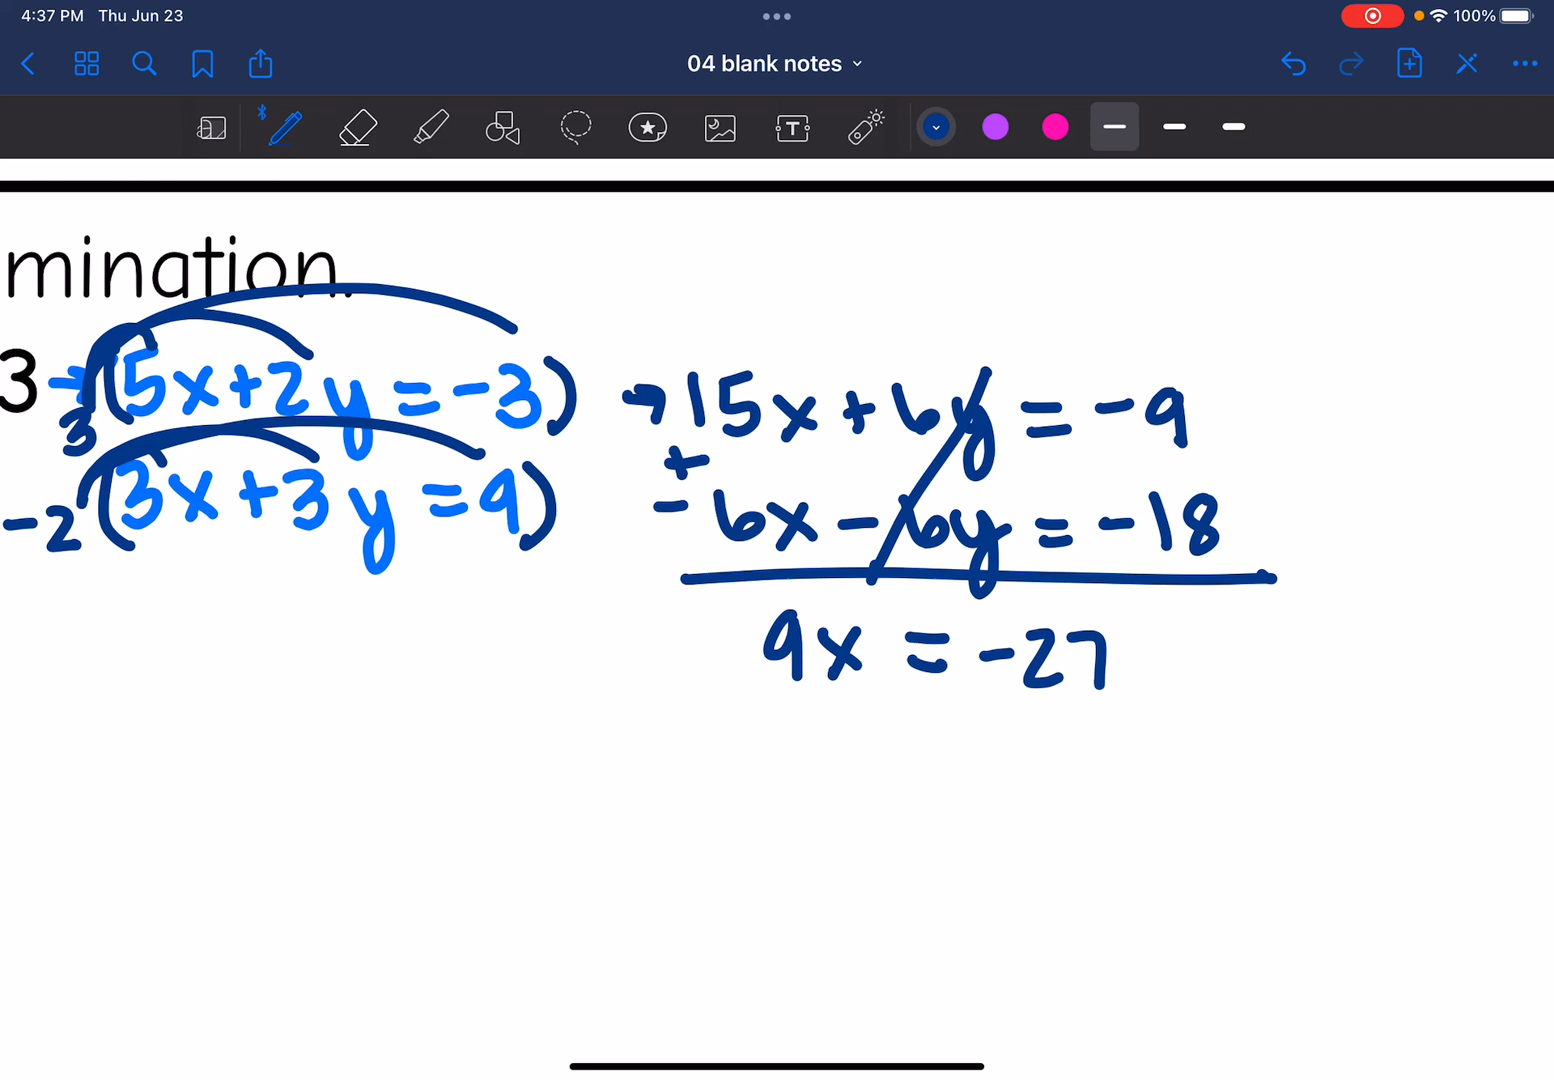 4:37 PM Thu Jun 23
100%
04 blank notes
mination.
3 (5x+2y=-3) → 15x+6y=-9
3
+
-2(3x+3y=9) -6x-6y=-18
9x=-27